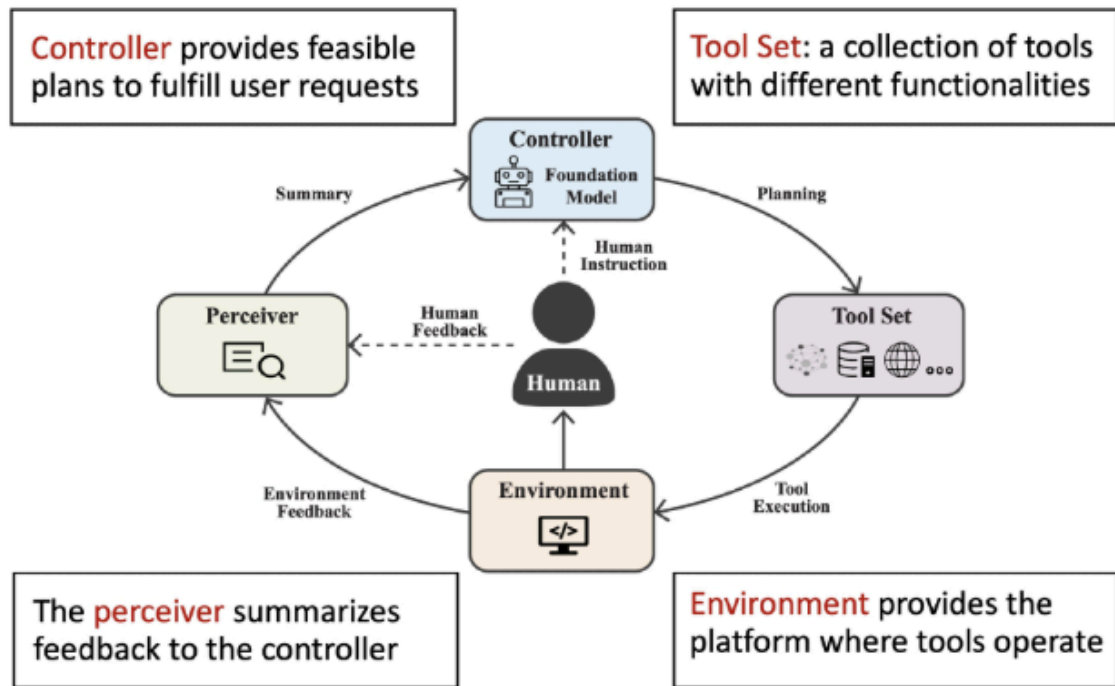 Controller provides feasible
plans to fulfill user requests
Tool Set: a collection of tools
with different functionalities
Controller
Foundation
Model
Summary
Planning
Human
Instruction
Perceiver
Human
Feedback
Tool Set
Human
Environment
Feedback
Environment
</>
Tool
Execution
The perceiver summarizes
feedback to the controller
Environment provides the
platform where tools operate